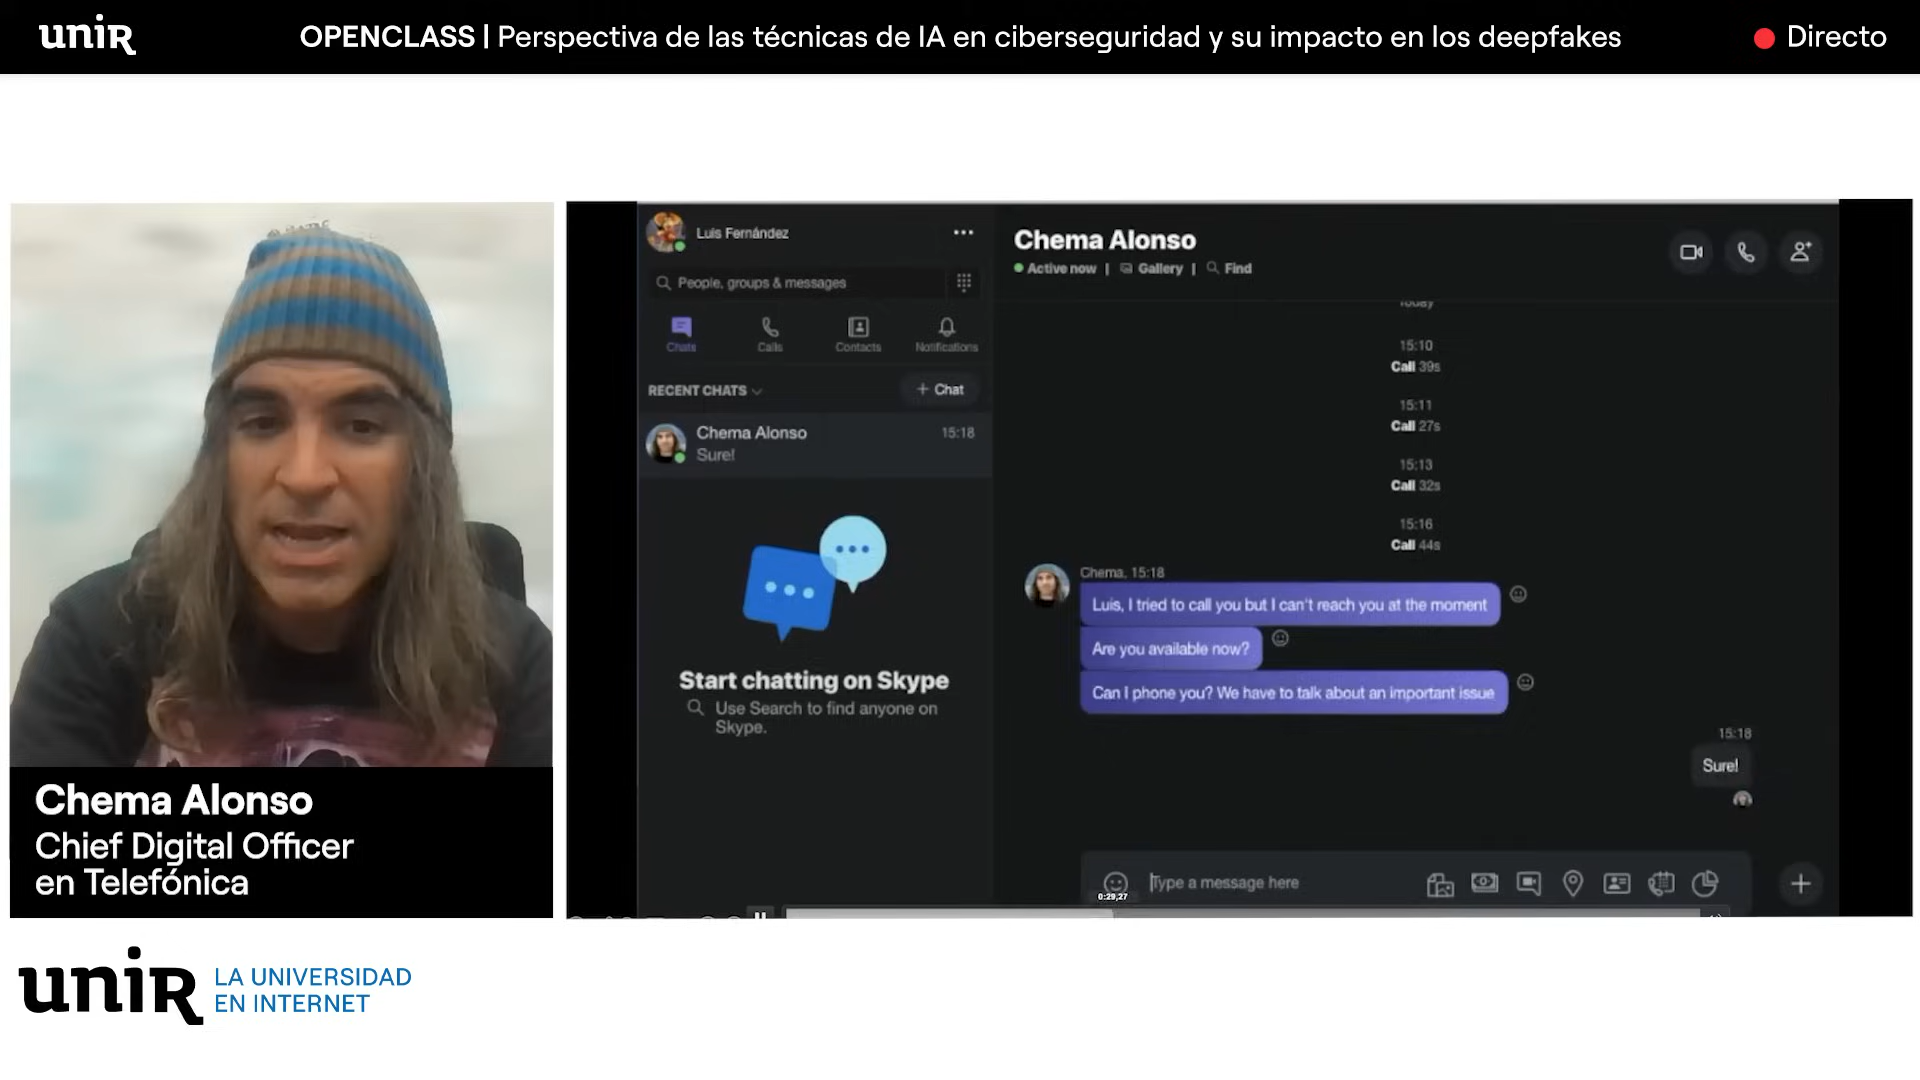 unir
OPENCLASS | Perspectiva de las técnicas de IA en ciberseguridad y su impacto en los deepfakes
Directo
Luis Fernández
People, groups & messages
Chats
Calls
Contacts
Notifications
RECENT CHATS
+ Chat
Chema Alonso
15:18
Sure!
Start chatting on Skype
Use Search to find anyone on
Skype.
Chema Alonso
Active now | Gallery | Find
Today
15:10
Call 39s
15:11
Call 27s
15:13
Call 32s
15:16
Call 44s
Chema, 15:18
Luis, I tried to call you but I can't reach you at the moment
Are you available now?
Can I phone you? We have to talk about an important issue
15:18
Sure!
Type a message here
0:29,27
Chema Alonso
Chief Digital Officer
en Telefónica
unir
LA UNIVERSIDAD
EN INTERNET